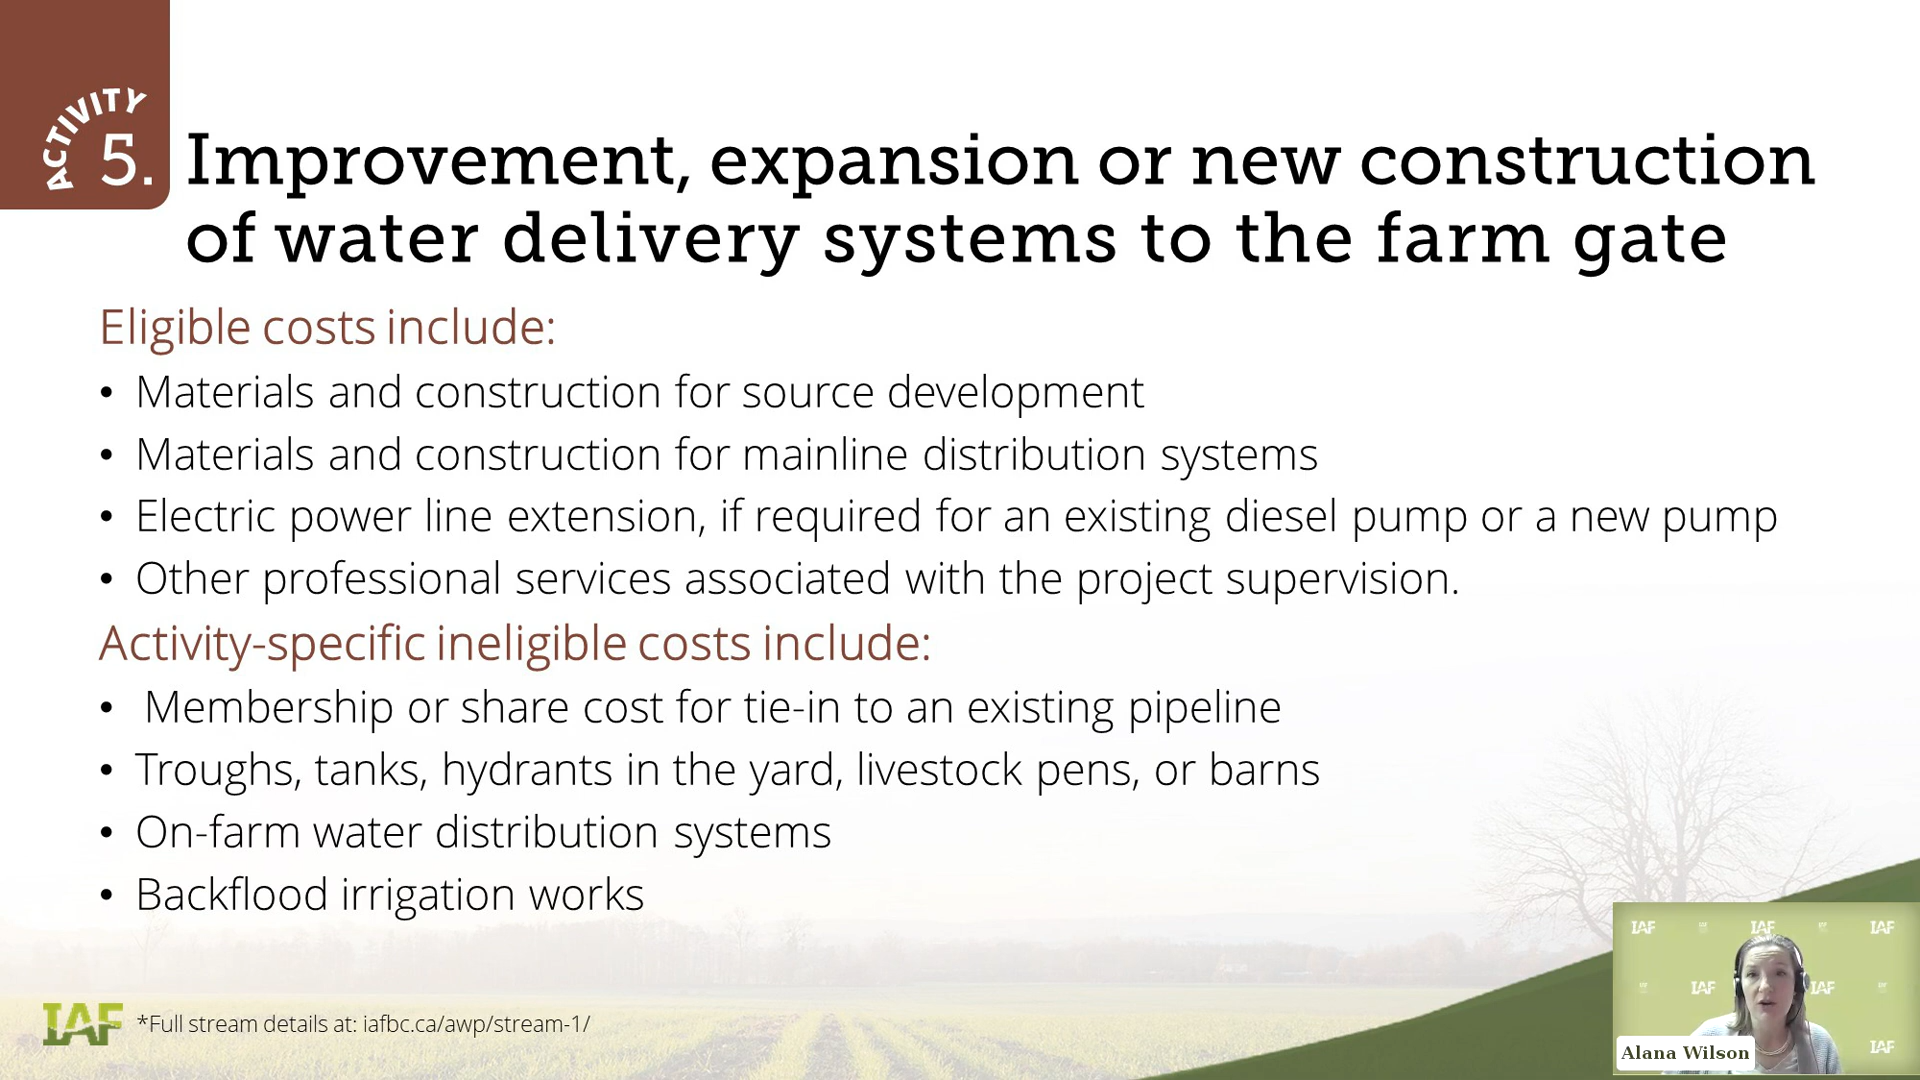 ACTIVITY
5.
Improvement, expansion or new construction
of water delivery systems to the farm gate
Eligible costs include:
• Materials and construction for source development
• Materials and construction for mainline distribution systems
• Electric power line extension, if required for an existing diesel pump or a new pump
• Other professional services associated with the project supervision.
Activity-specific ineligible costs include:
• Membership or share cost for tie-in to an existing pipeline
• Troughs, tanks, hydrants in the yard, livestock pens, or barns
• On-farm water distribution systems
• Backflood irrigation works
IAF
*Full stream details at: iafbc.ca/awp/stream-1/
IAF IAF IAF
IAF IAF
IAF
Alana Wilson